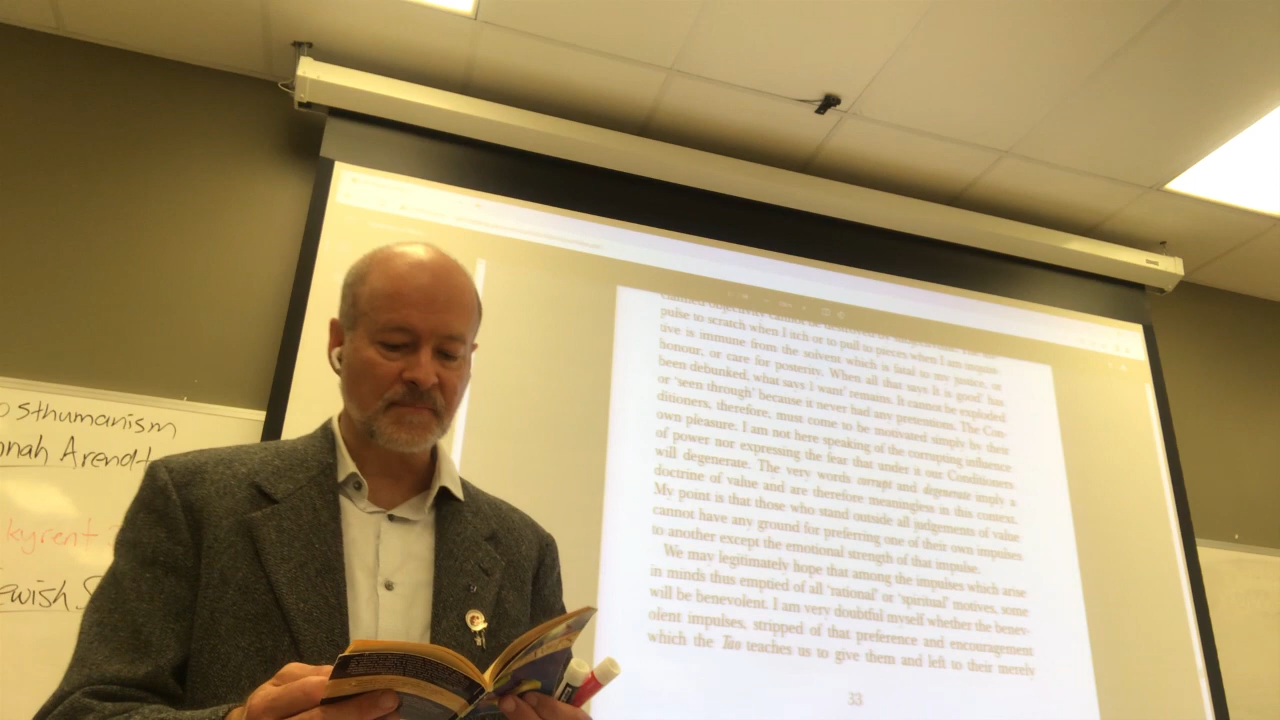 osthumanism
nnah Arendt
kyrent
ewish S
pulse to scratch when I itch or to pull to pieces when I am inquisi-
tive is immune from the solvent which is fatal to my justice, or
honour, or care for posterity. When all that says 'It is good' has
been debunked, what says 'I want' remains. It cannot be exploded
or 'seen through' because it never had any pretensions. The Con-
ditioners, therefore, must come to be motivated simply by their
own pleasure. I am not here speaking of the corrupting influence
of power nor expressing the fear that under it our Conditioners
will degenerate. The very words corrupt and degenerate imply a
doctrine of value and are therefore meaningless in this context.
My point is that those who stand outside all judgements of value
cannot have any ground for preferring one of their own impulses
to another except the emotional strength of that impulse.
We may legitimately hope that among the impulses which arise
in minds thus emptied of all 'rational' or 'spiritual' motives, some
will be benevolent. I am very doubtful myself whether the benev-
olent impulses, stripped of that preference and encouragement
which the Tao teaches us to give them and left to their merely
33